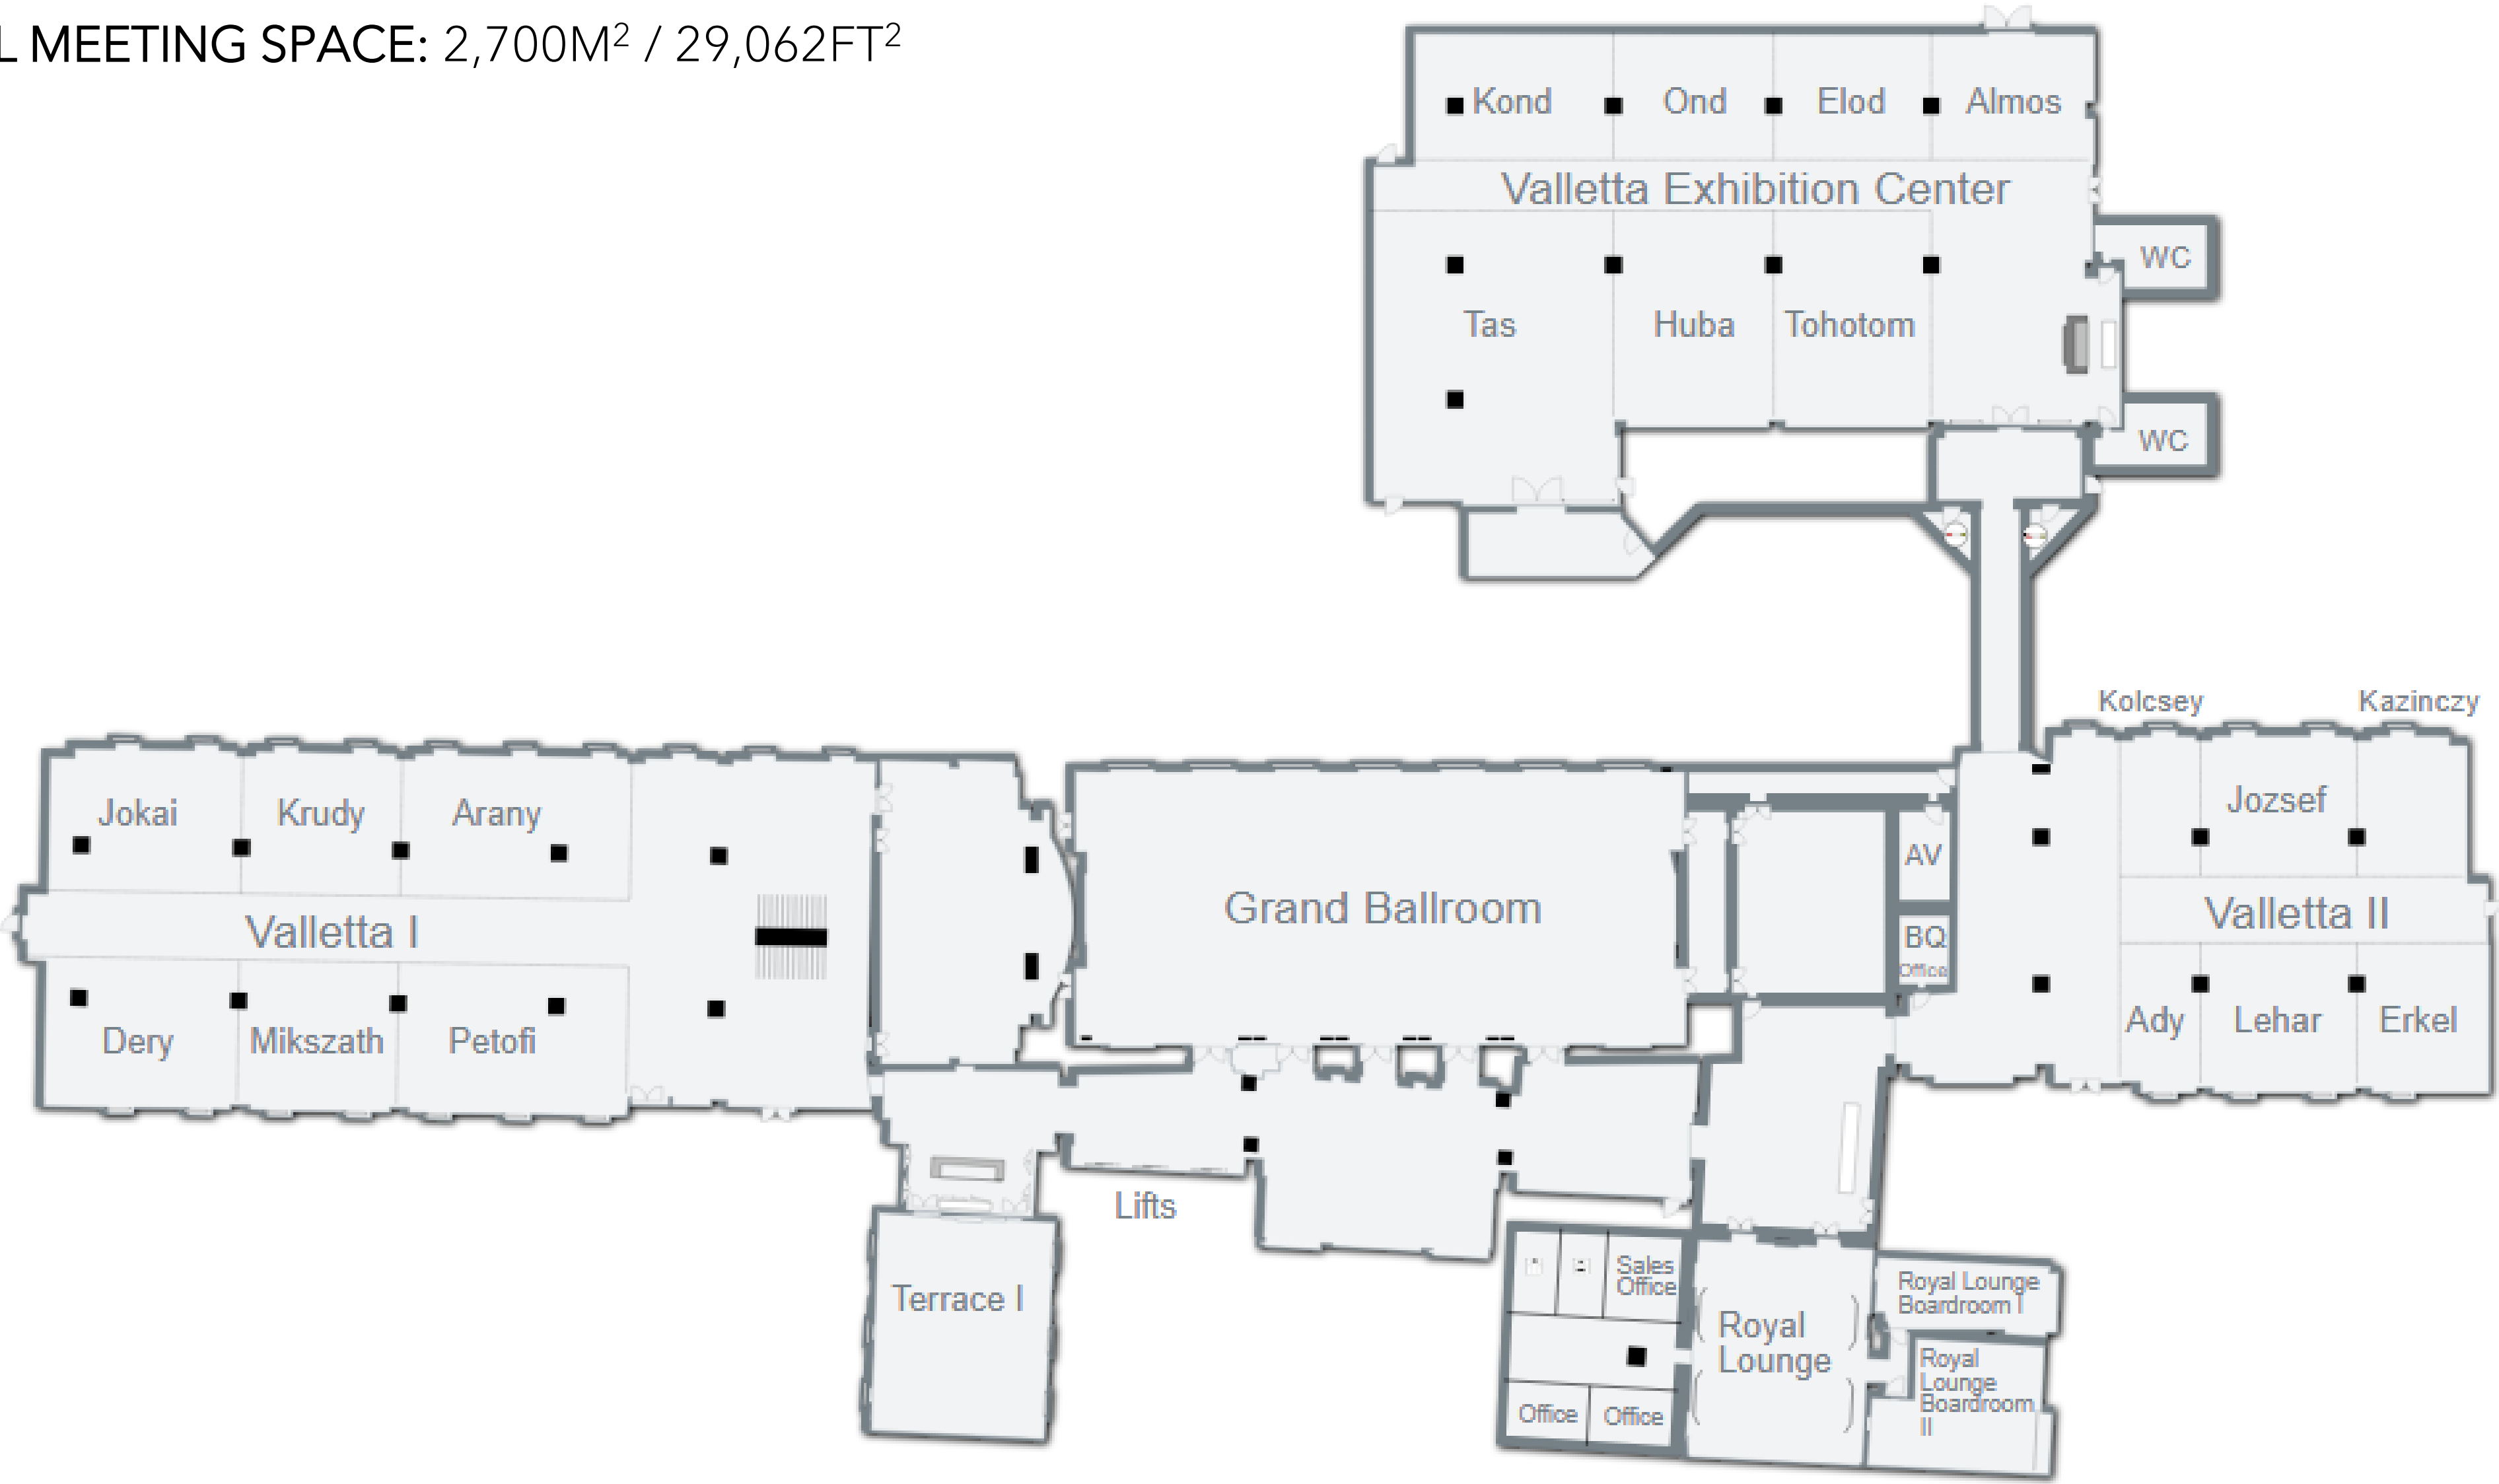 L MEETING SPACE: 2,700M² / 29,062FT²
Kond
Ond
Elod
Almos
Valletta Exhibition Center
WC
Tas
Huba
Tohotom
WC
Kolcsey
Kazinczy
Jokai
Krudy
Arany
Jozsef
AV
Grand Ballroom
Valletta I
Valletta II
BQ
Office
Dery
Mikszath
Petofi
Ady
Lehar
Erkel
Lifts
Terrace I
Sales
Office
Royal Lounge
Boardroom I
Royal
Lounge
Royal
Lounge
Boardroom
II
Office
Office